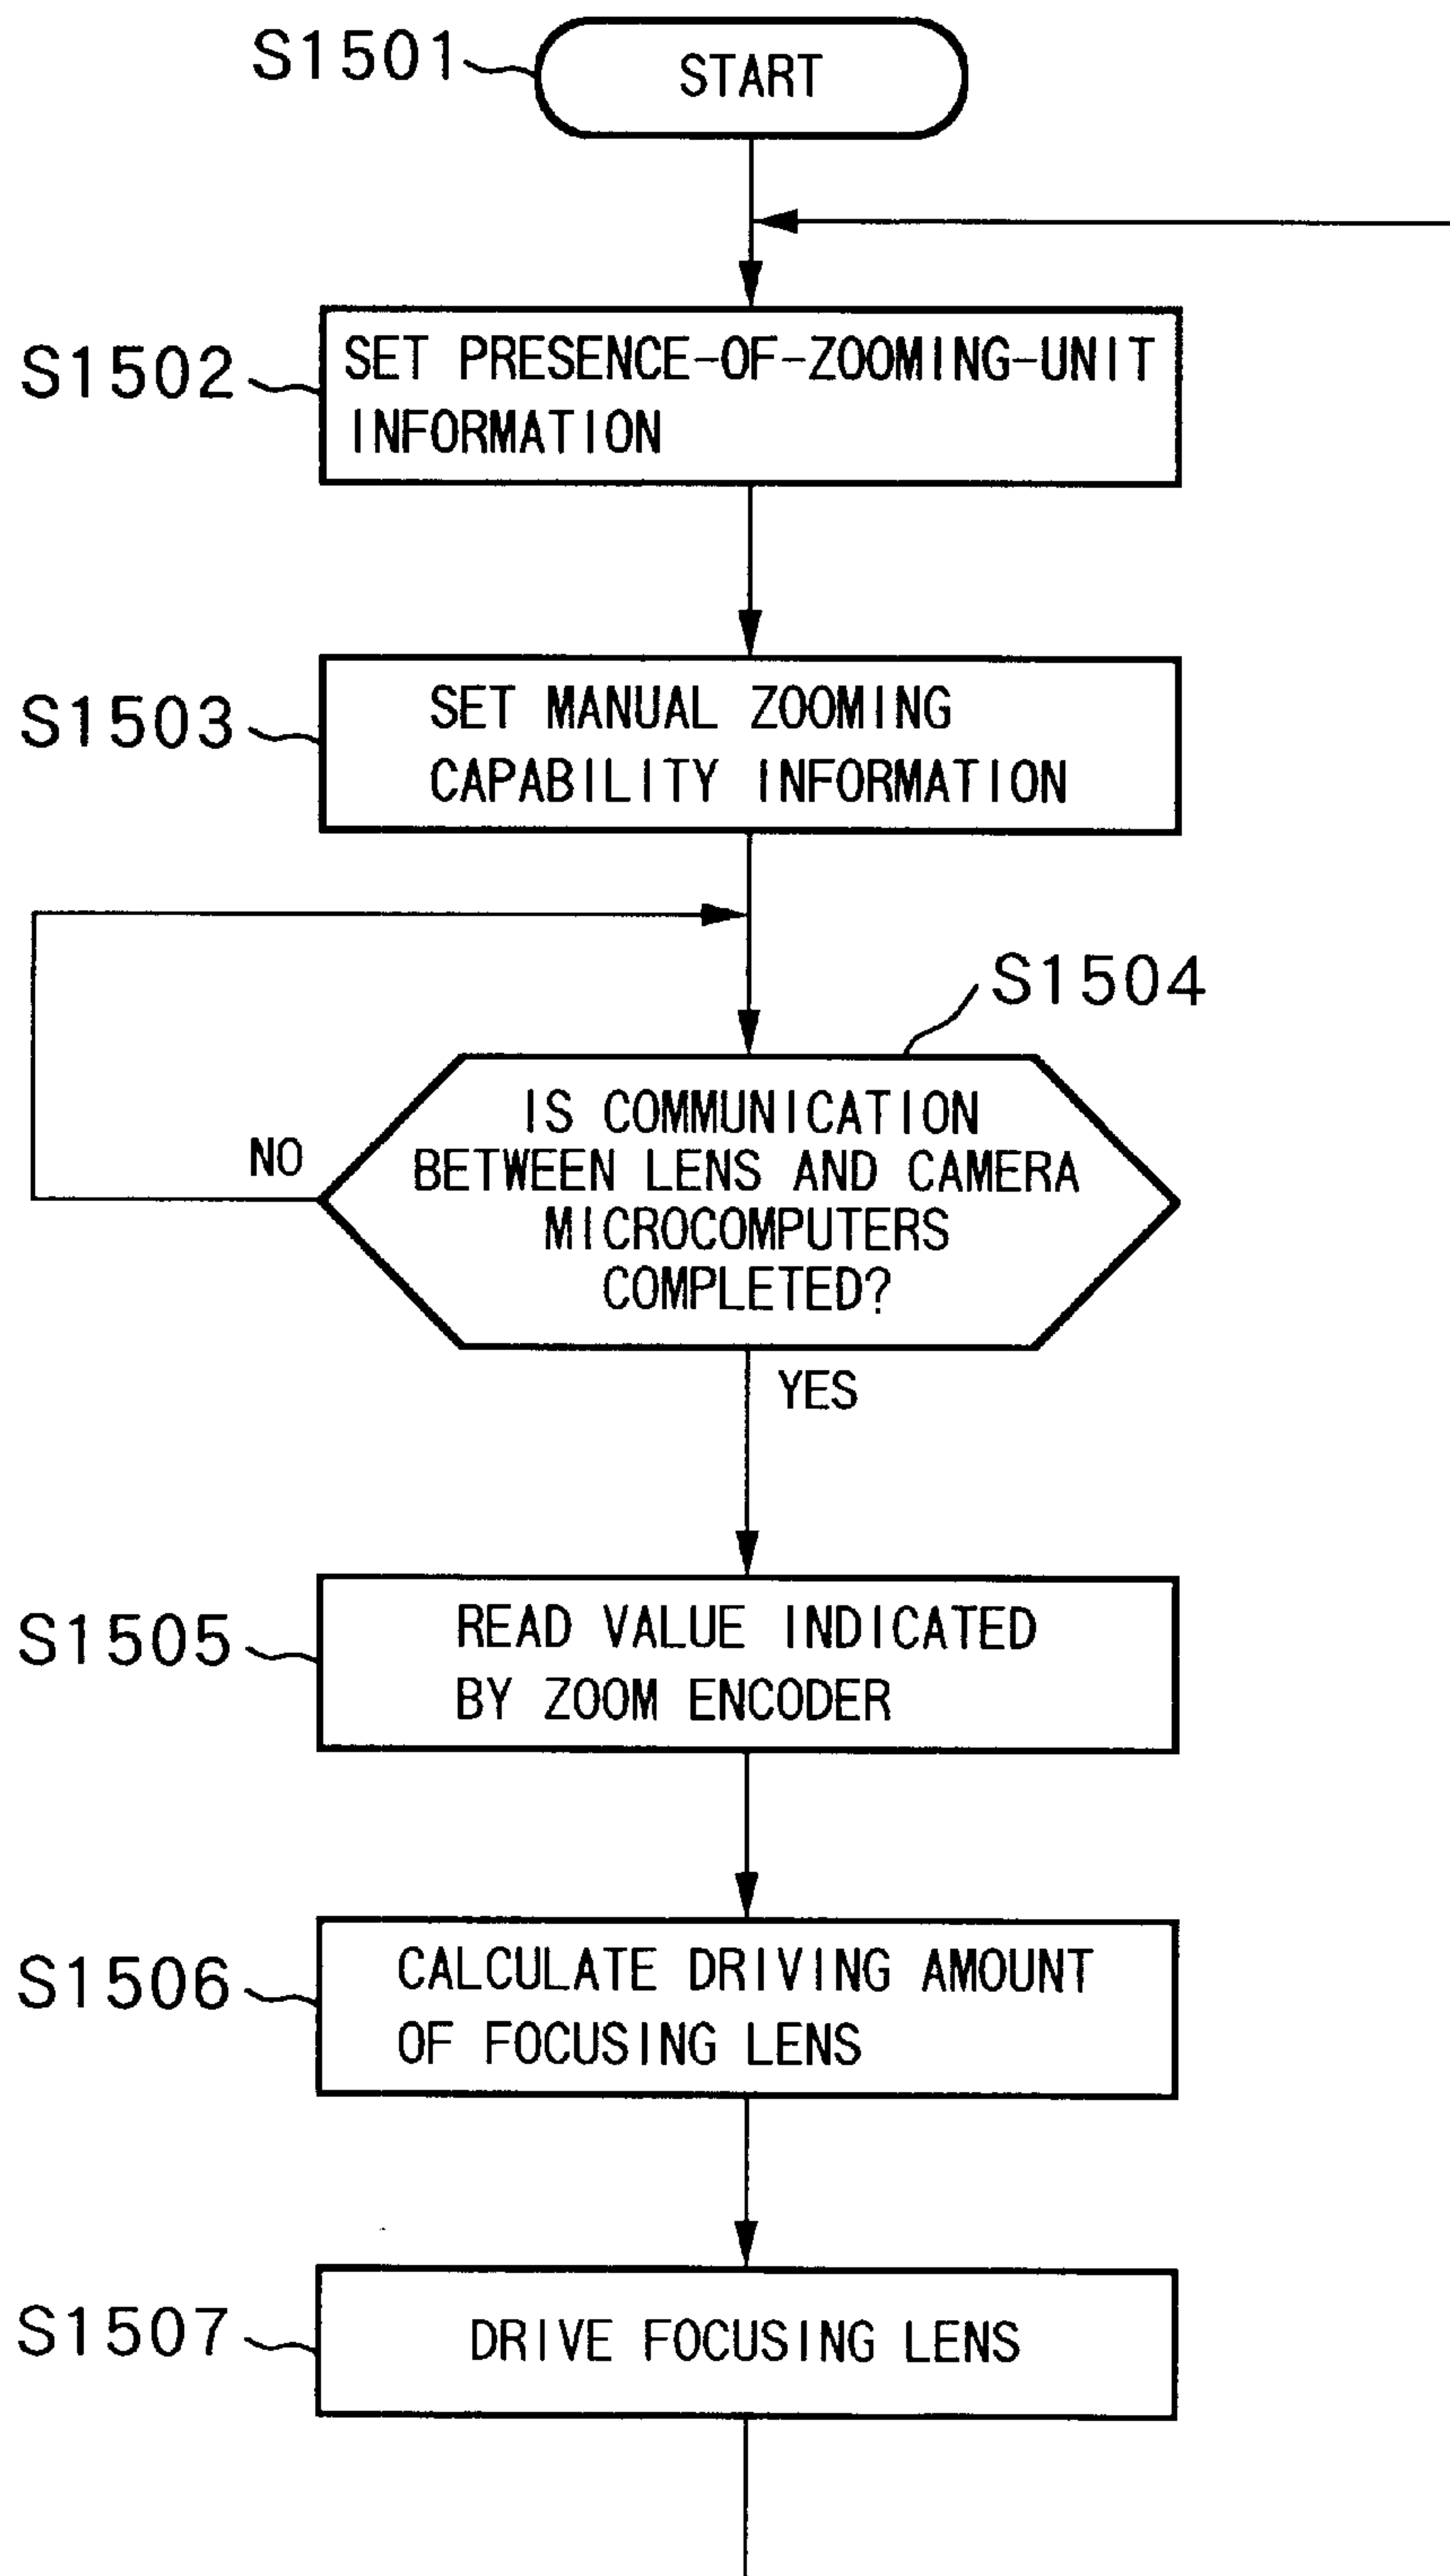 S1501
START
S1502
SET PRESENCE-OF-ZOOMING-UNIT
INFORMATION
S1503
SET MANUAL ZOOMING
CAPABILITY INFORMATION
S1504
IS COMMUNICATION
BETWEEN LENS AND CAMERA
MICROCOMPUTERS
COMPLETED?
NO
YES
S1505
READ VALUE INDICATED
BY ZOOM ENCODER
S1506
CALCULATE DRIVING AMOUNT
OF FOCUSING LENS
S1507
DRIVE FOCUSING LENS